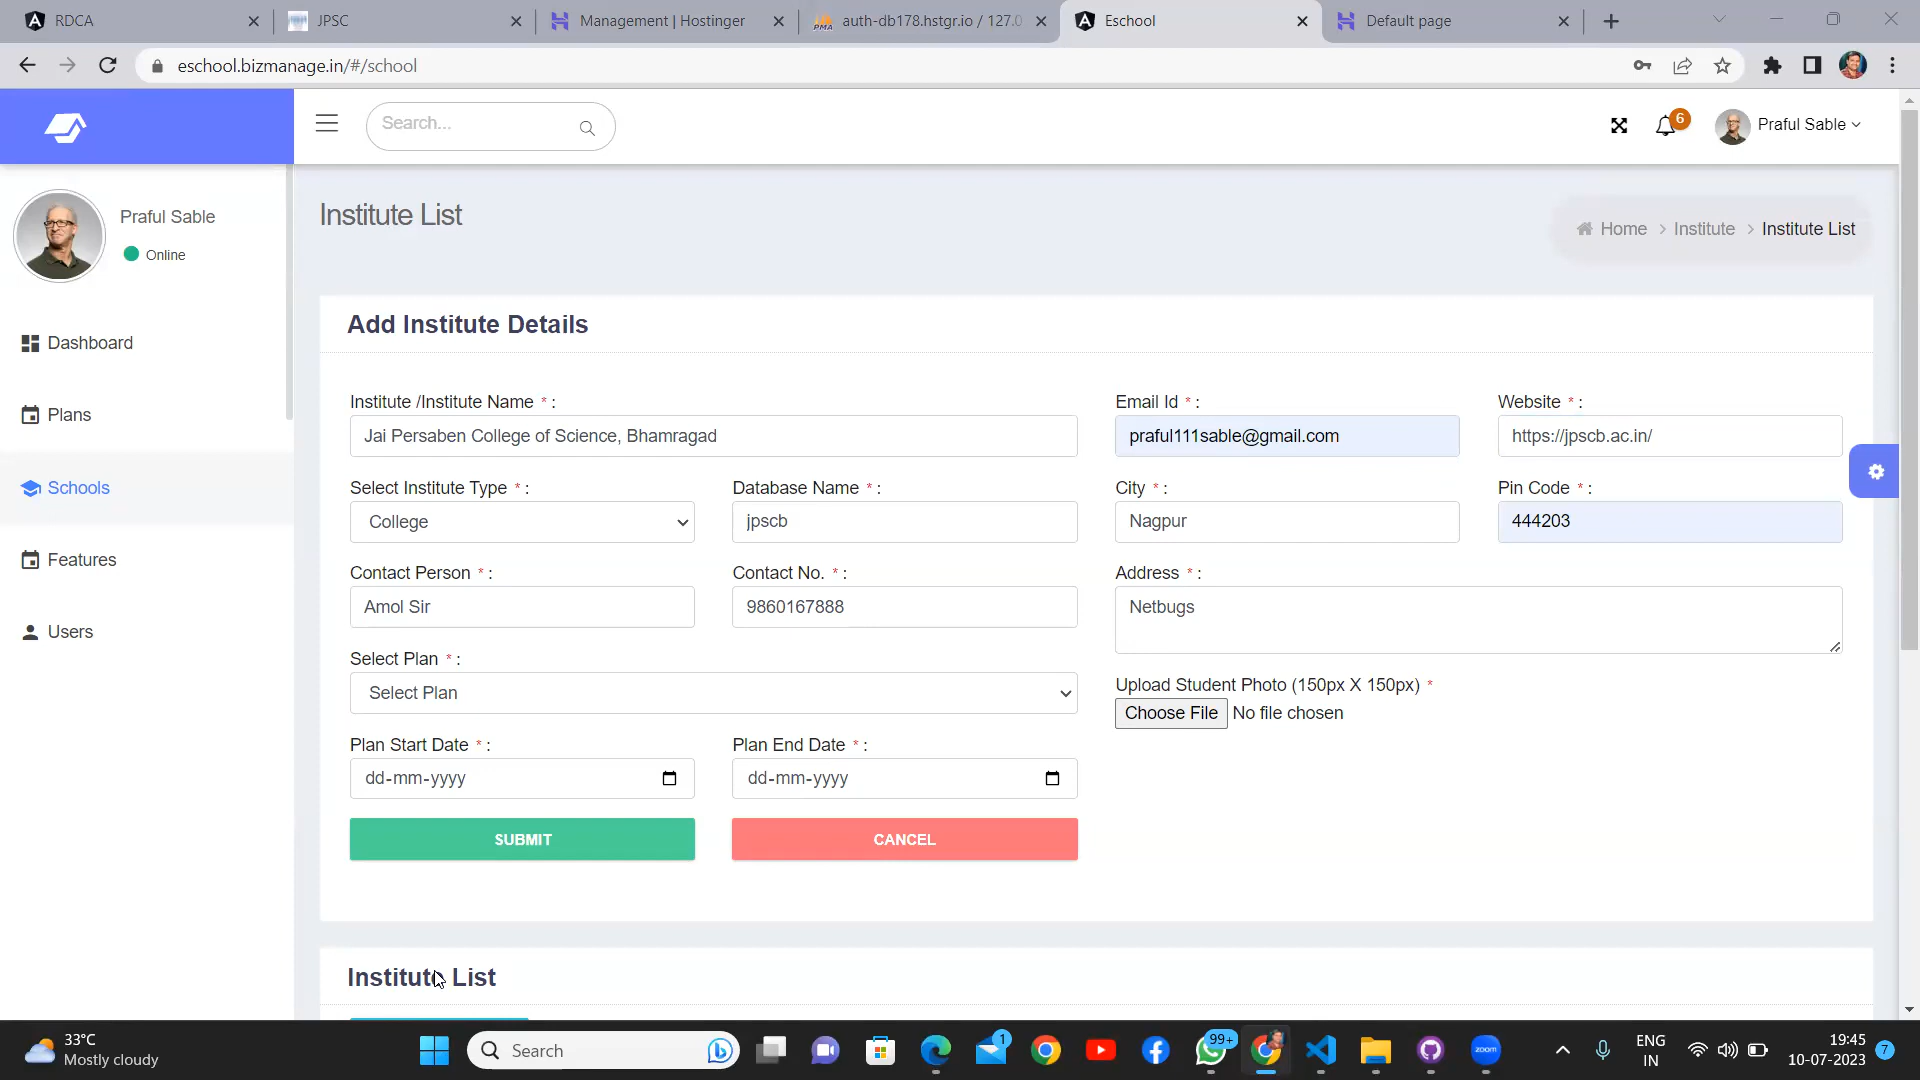 RDCA
JPSC
Management | Hostinger
auth-db178.hstgr.io / 127.0
Eschool
Default page
eschool.bizmanage.in/#/school
Search...
6
Praful Sable
Praful Sable
Online
Dashboard
Plans
Schools
Features
Users
Institute List
Home > Institute > Institute List
Add Institute Details
Institute /Institute Name * :
Jai Persaben College of Science, Bhamragad
Email Id * :
praful111sable@gmail.com
Website * :
https://jpscb.ac.in/
Select Institute Type * :
College
Database Name * :
jpscb
City * :
Nagpur
Pin Code * :
444203
Contact Person * :
Amol Sir
Contact No. * :
9860167888
Address * :
Netbugs
Select Plan * :
Select Plan
Upload Student Photo (150px X 150px) *
Choose File No file chosen
Plan Start Date * :
dd-mm-yyyy
Plan End Date * :
dd-mm-yyyy
SUBMIT
CANCEL
Institute List
33°C
Mostly cloudy
Search
1
99+
zoom
ENG
IN
19:45
10-07-2023
7